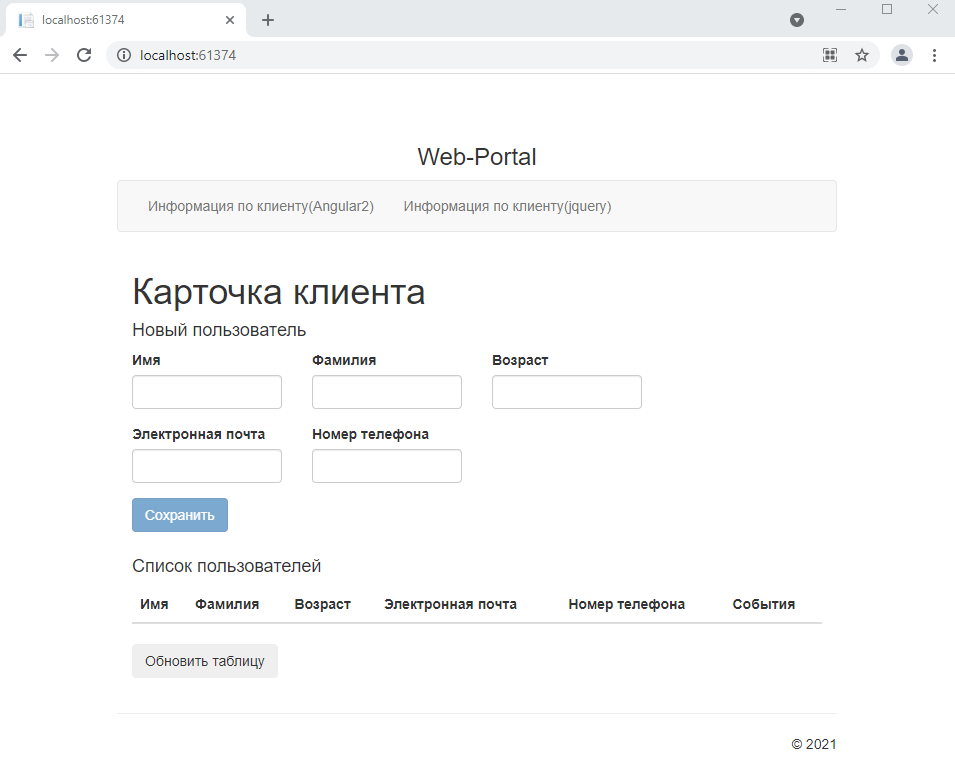 localhost:61374
localhost:61374
Web-Portal
Информация по клиенту(Angular2) Информация по клиенту(jquery)
Карточка клиента
Новый пользователь
Имя Фамилия Возраст
Электронная почта Номер телефона
Сохранить
Список пользователей
Имя Фамилия Возраст Электронная почта Номер телефона События
Обновить таблицу
© 2021